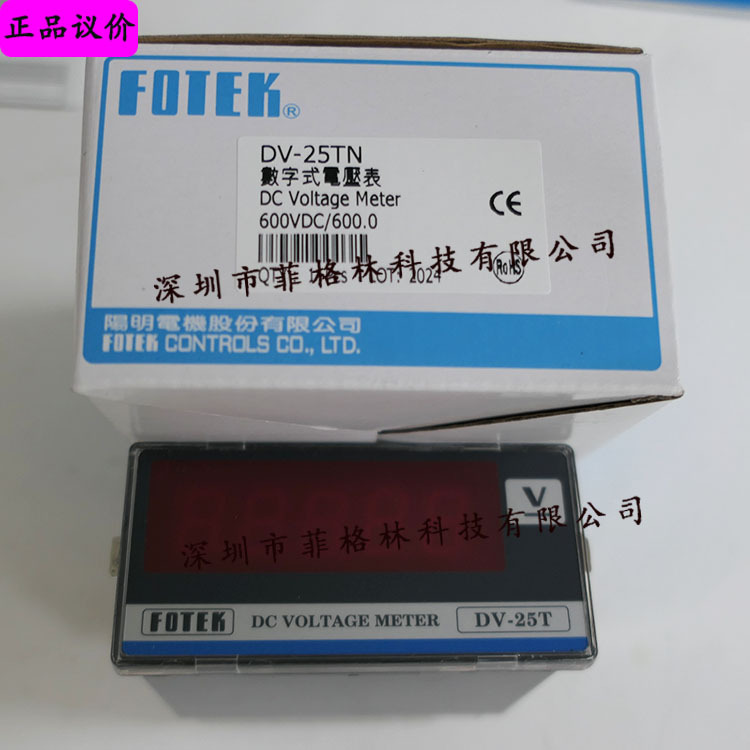 正品议价
FOTEK®
DV-25TN
數字式電壓表
DC Voltage Meter
600VDC/600.0
CE
RoHS
LOT: 2024
深圳市菲格林科技有限公司
陽明電機股份有限公司
FOTEK CONTROLS CO., LTD.
V
深圳市菲格林科技有限公司
FOTEK DC VOLTAGE METER DV-25T